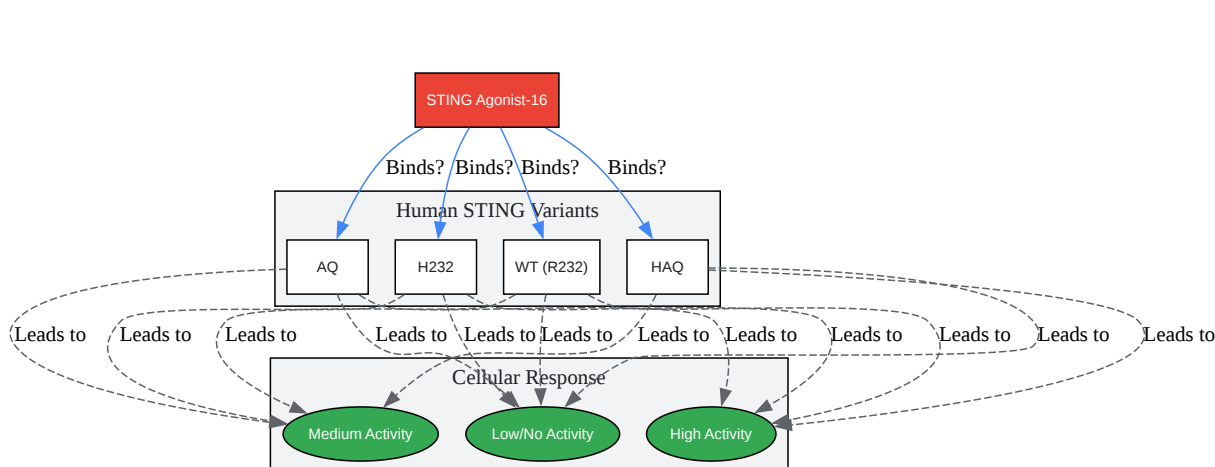 STING Agonist-16
Binds?
Binds?
Binds?
Binds?
Human STING Variants
AQ
H232
WT (R232)
HAQ
Leads to
Leads to
Leads to
Leads to
Leads to
Leads to
Leads to
Leads to
Leads to
Leads to
Leads to
Leads to
Cellular Response
Medium Activity
Low/No Activity
High Activity